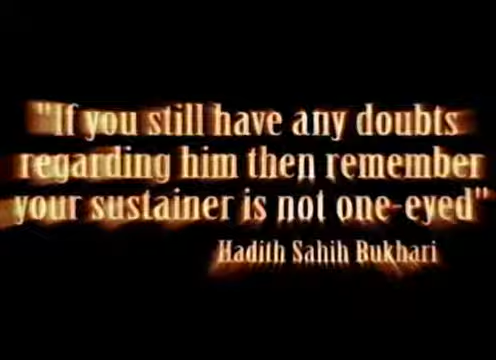 "If you still have any doubts
regarding him then remember
your sustainer is not one-eyed"
Hadith Sahih Bukhari